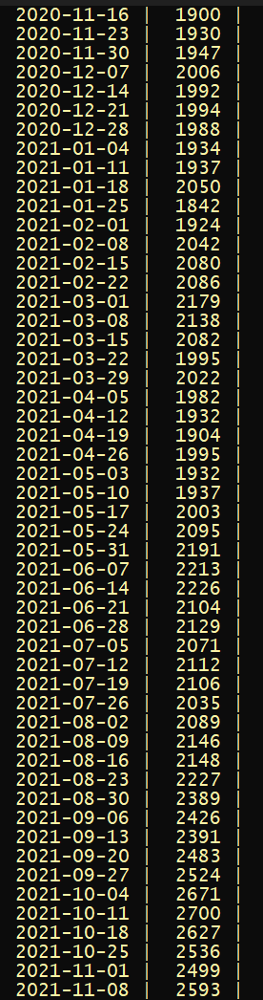 2020-11-16 | 1900 |
2020-11-23 | 1930 |
2020-11-30 | 1947 |
2020-12-07 | 2006 |
2020-12-14 | 1992 |
2020-12-21 | 1994 |
2020-12-28 | 1988 |
2021-01-04 | 1934 |
2021-01-11 | 1937 |
2021-01-18 | 2050 |
2021-01-25 | 1842 |
2021-02-01 | 1924 |
2021-02-08 | 2042 |
2021-02-15 | 2080 |
2021-02-22 | 2086 |
2021-03-01 | 2179 |
2021-03-08 | 2138 |
2021-03-15 | 2082 |
2021-03-22 | 1995 |
2021-03-29 | 2022 |
2021-04-05 | 1982 |
2021-04-12 | 1932 |
2021-04-19 | 1904 |
2021-04-26 | 1995 |
2021-05-03 | 1932 |
2021-05-10 | 1937 |
2021-05-17 | 2003 |
2021-05-24 | 2095 |
2021-05-31 | 2191 |
2021-06-07 | 2213 |
2021-06-14 | 2226 |
2021-06-21 | 2104 |
2021-06-28 | 2129 |
2021-07-05 | 2071 |
2021-07-12 | 2112 |
2021-07-19 | 2106 |
2021-07-26 | 2035 |
2021-08-02 | 2089 |
2021-08-09 | 2146 |
2021-08-16 | 2148 |
2021-08-23 | 2227 |
2021-08-30 | 2389 |
2021-09-06 | 2426 |
2021-09-13 | 2391 |
2021-09-20 | 2483 |
2021-09-27 | 2524 |
2021-10-04 | 2671 |
2021-10-11 | 2700 |
2021-10-18 | 2627 |
2021-10-25 | 2536 |
2021-11-01 | 2499 |
2021-11-08 | 2593 |